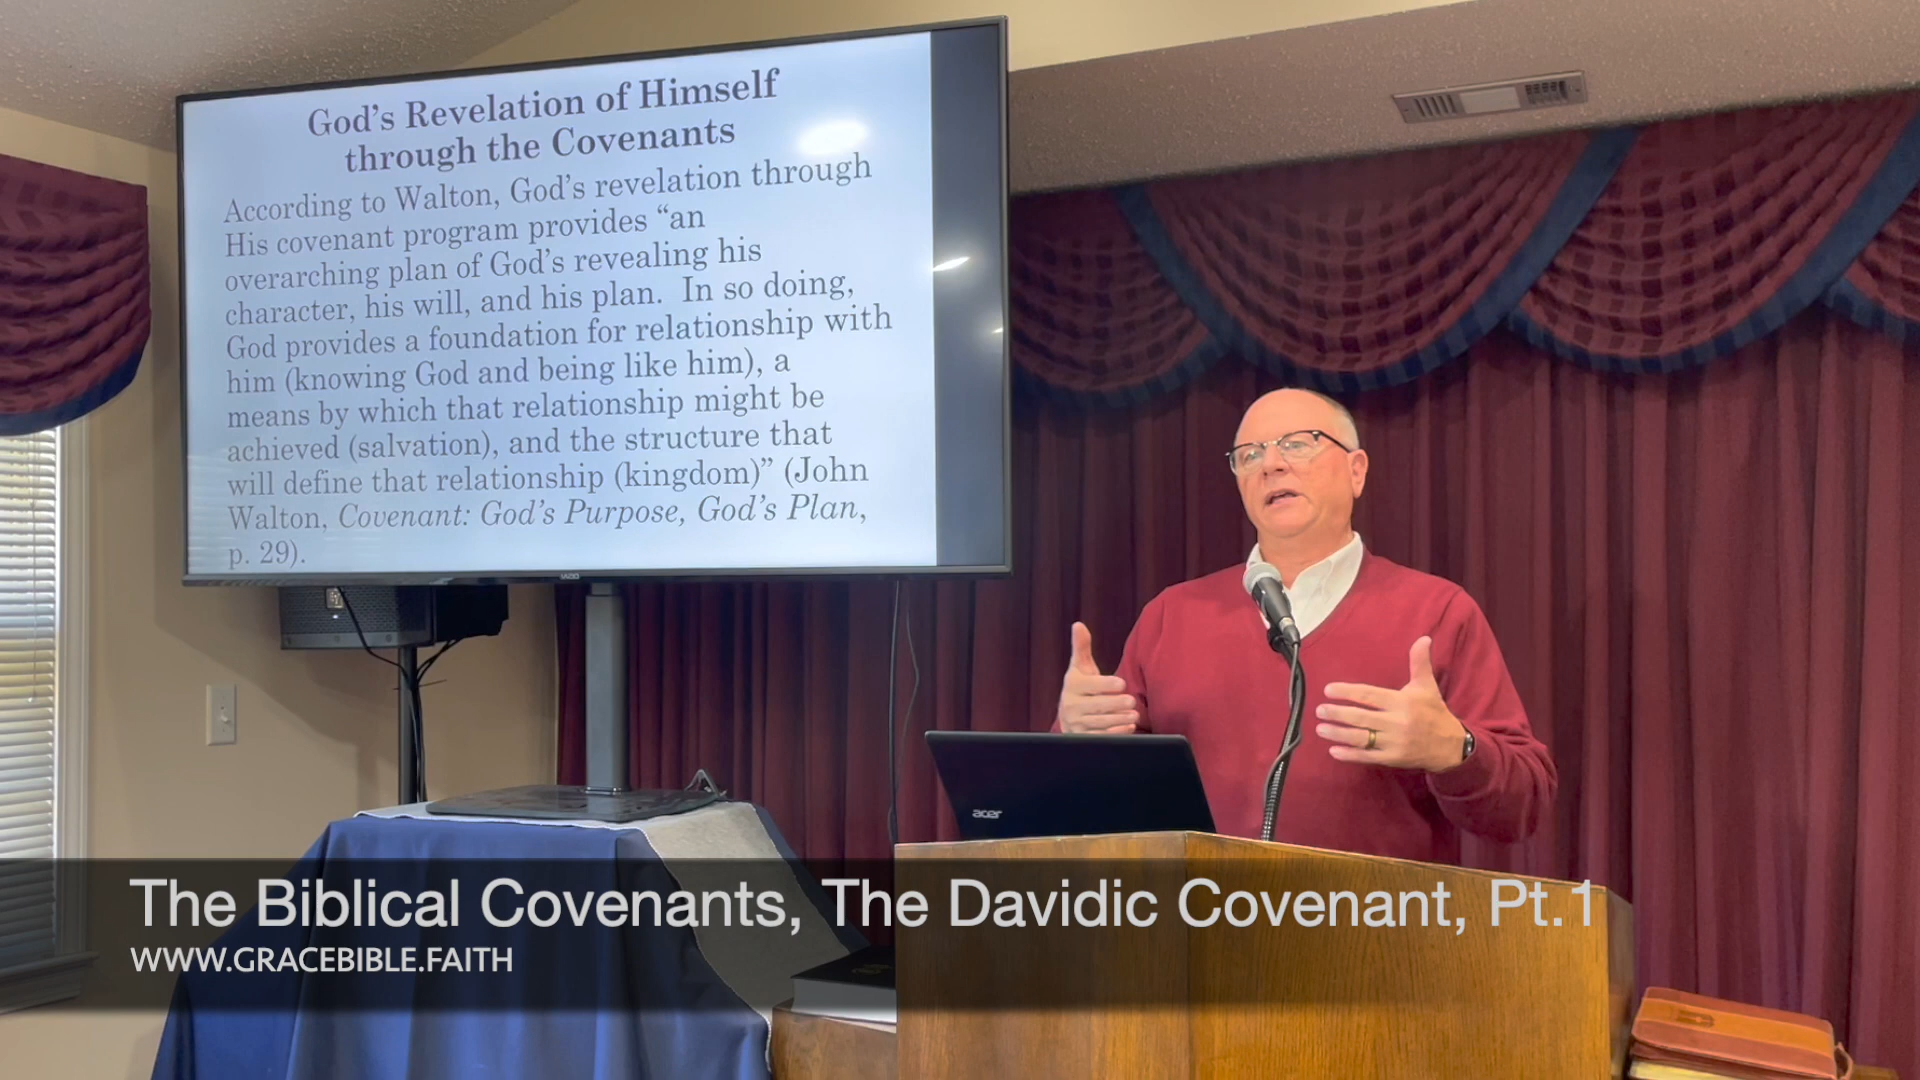 God's Revelation of Himself
through the Covenants
According to Walton, God's revelation through
His covenant program provides “an
overarching plan of God's revealing his
character, his will, and his plan.  In so doing,
God provides a foundation for relationship with
him (knowing God and being like him), a
means by which that relationship might be
achieved (salvation), and the structure that
will define that relationship (kingdom)” (John
Walton, Covenant: God's Purpose, God's Plan,
p. 29).
acer
The Biblical Covenants, The Davidic Covenant, Pt.1
WWW.GRACEBIBLE.FAITH